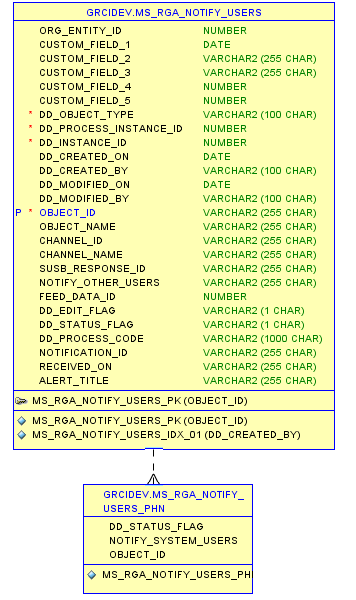 GRCIDEV.MS_RGA_NOTIFY_USERS
ORG_ENTITY_ID NUMBER
CUSTOM_FIELD_1 DATE
CUSTOM_FIELD_2 VARCHAR2 (255 CHAR)
CUSTOM_FIELD_3 VARCHAR2 (255 CHAR)
CUSTOM_FIELD_4 NUMBER
CUSTOM_FIELD_5 NUMBER
* DD_OBJECT_TYPE VARCHAR2 (100 CHAR)
* DD_PROCESS_INSTANCE_ID NUMBER
* DD_INSTANCE_ID NUMBER
DD_CREATED_ON DATE
DD_CREATED_BY VARCHAR2 (100 CHAR)
DD_MODIFIED_ON DATE
DD_MODIFIED_BY VARCHAR2 (100 CHAR)
P * OBJECT_ID VARCHAR2 (255 CHAR)
OBJECT_NAME VARCHAR2 (255 CHAR)
CHANNEL_ID VARCHAR2 (255 CHAR)
CHANNEL_NAME VARCHAR2 (255 CHAR)
SUSB_RESPONSE_ID VARCHAR2 (255 CHAR)
NOTIFY_OTHER_USERS VARCHAR2 (255 CHAR)
FEED_DATA_ID NUMBER
DD_EDIT_FLAG VARCHAR2 (1 CHAR)
DD_STATUS_FLAG VARCHAR2 (1 CHAR)
DD_PROCESS_CODE VARCHAR2 (1000 CHAR)
NOTIFICATION_ID VARCHAR2 (255 CHAR)
RECEIVED_ON VARCHAR2 (255 CHAR)
ALERT_TITLE VARCHAR2 (255 CHAR)
MS_RGA_NOTIFY_USERS_PK (OBJECT_ID)
MS_RGA_NOTIFY_USERS_PK (OBJECT_ID)
MS_RGA_NOTIFY_USERS_IDX_01 (DD_CREATED_BY)
GRCIDEV.MS_RGA_NOTIFY_
USERS_PHN
DD_STATUS_FLAG
NOTIFY_SYSTEM_USERS
OBJECT_ID
MS_RGA_NOTIFY_USERS_PH